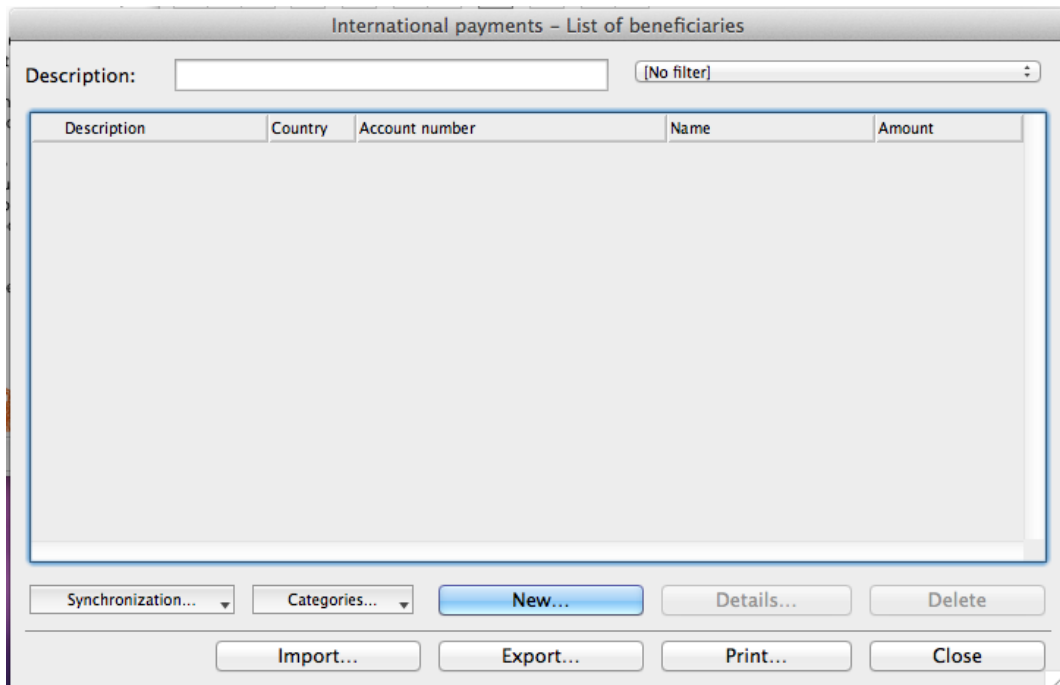 International payments – List of beneficiaries
Description: [No filter]
Description Country Account number Name Amount
Synchronization... Categories... New... Details... Delete
Import... Export... Print... Close